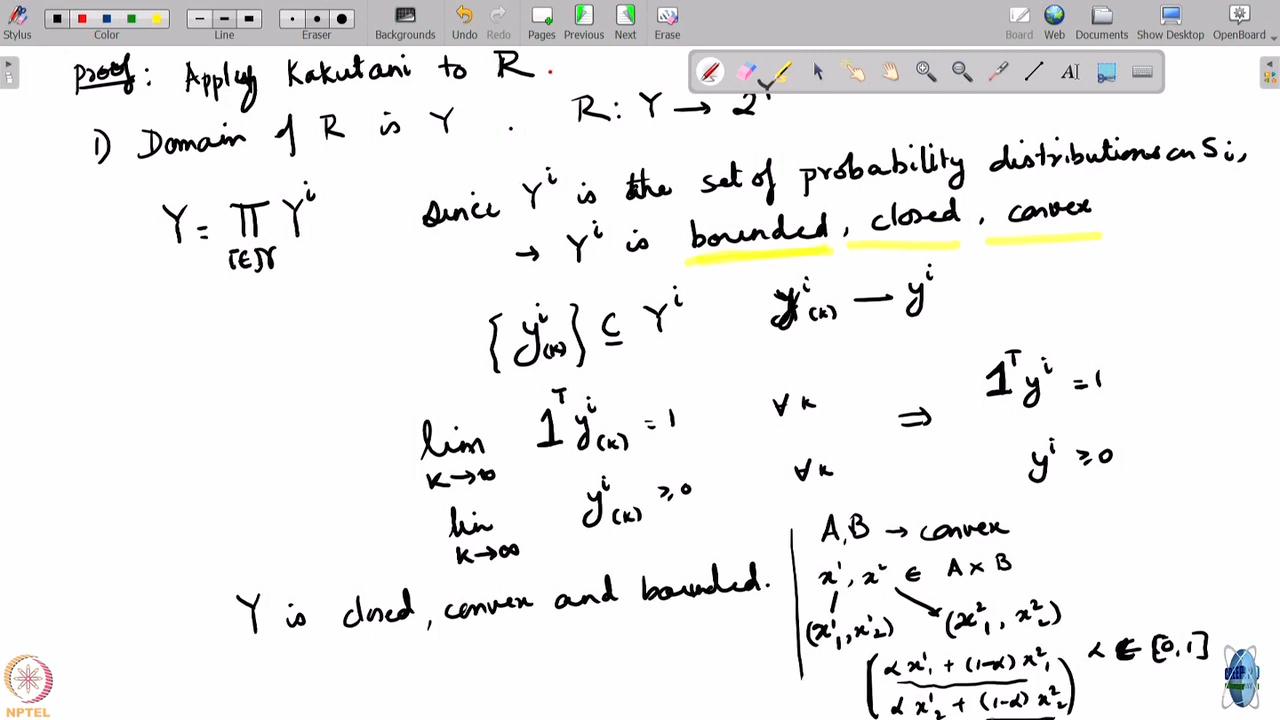 Stylus Color Line Eraser Backgrounds Undo Redo Pages Previous Next Erase Board Web Documents Show Desktop OpenBoard
Proof: Apply Kakutani to R.
1) Domain of R is Y. R: Y → 2^Y
Y = ∏ Y^i
i∈N
since Y^i is the set of probability distributions on S_i,
→ Y^i is bounded, closed, convex
{y^i_(k)} ⊆ Y^i y^i_(k) — y^i
lim_{k→∞} 1^T y^i_(k) = 1 ∀ k ⇒ 1^T y^i = 1
lim_{k→∞} y^i_(k) ≥ 0 ∀ k y^i ≥ 0
Y is closed, convex and bounded.
A, B → convex
x^1, x^2 ∈ A × B
(x^1_1, x^1_2) (x^2_1, x^2_2)
(α x^1_1 + (1-α) x^2_1
α x^1_2 + (1-α) x^2_2) α ∈ [0,1]
NPTEL